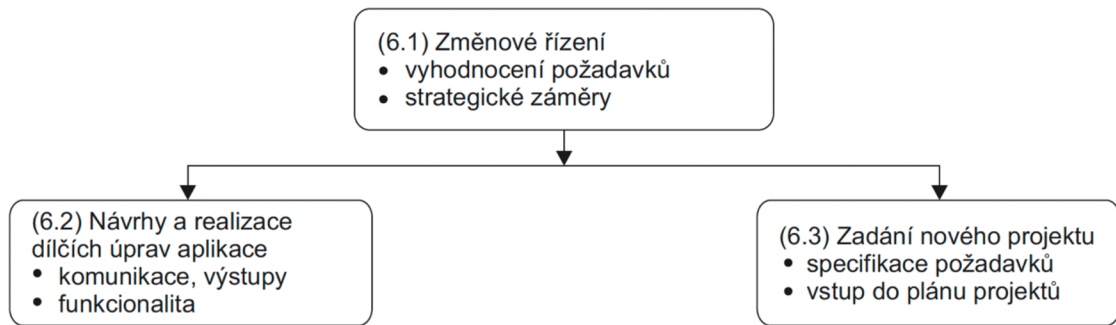 (6.1) Změnové řízení
• vyhodnocení požadavků
• strategické záměry
(6.2) Návrhy a realizace
dílčích úprav aplikace
• komunikace, výstupy
• funkcionalita
(6.3) Zadání nového projektu
• specifikace požadavků
• vstup do plánu projektů